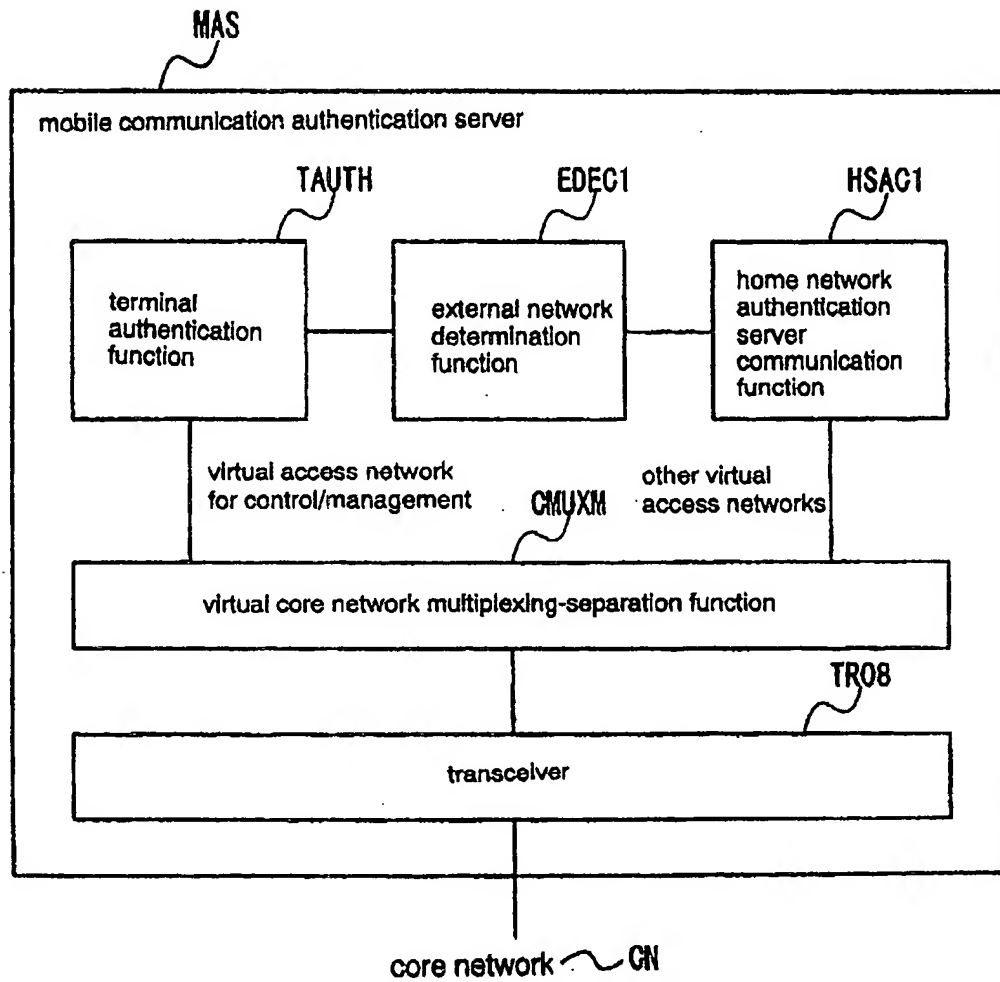 MAS
mobile communication authentication server
TAUTH
EDEC1
HSAC1
terminal
authentication
function
external network
determination
function
home network
authentication
server
communication
function
virtual access network
for control/management
other virtual
access networks
CMUXM
virtual core network multiplexing-separation function
TR08
transceiver
core network
CN